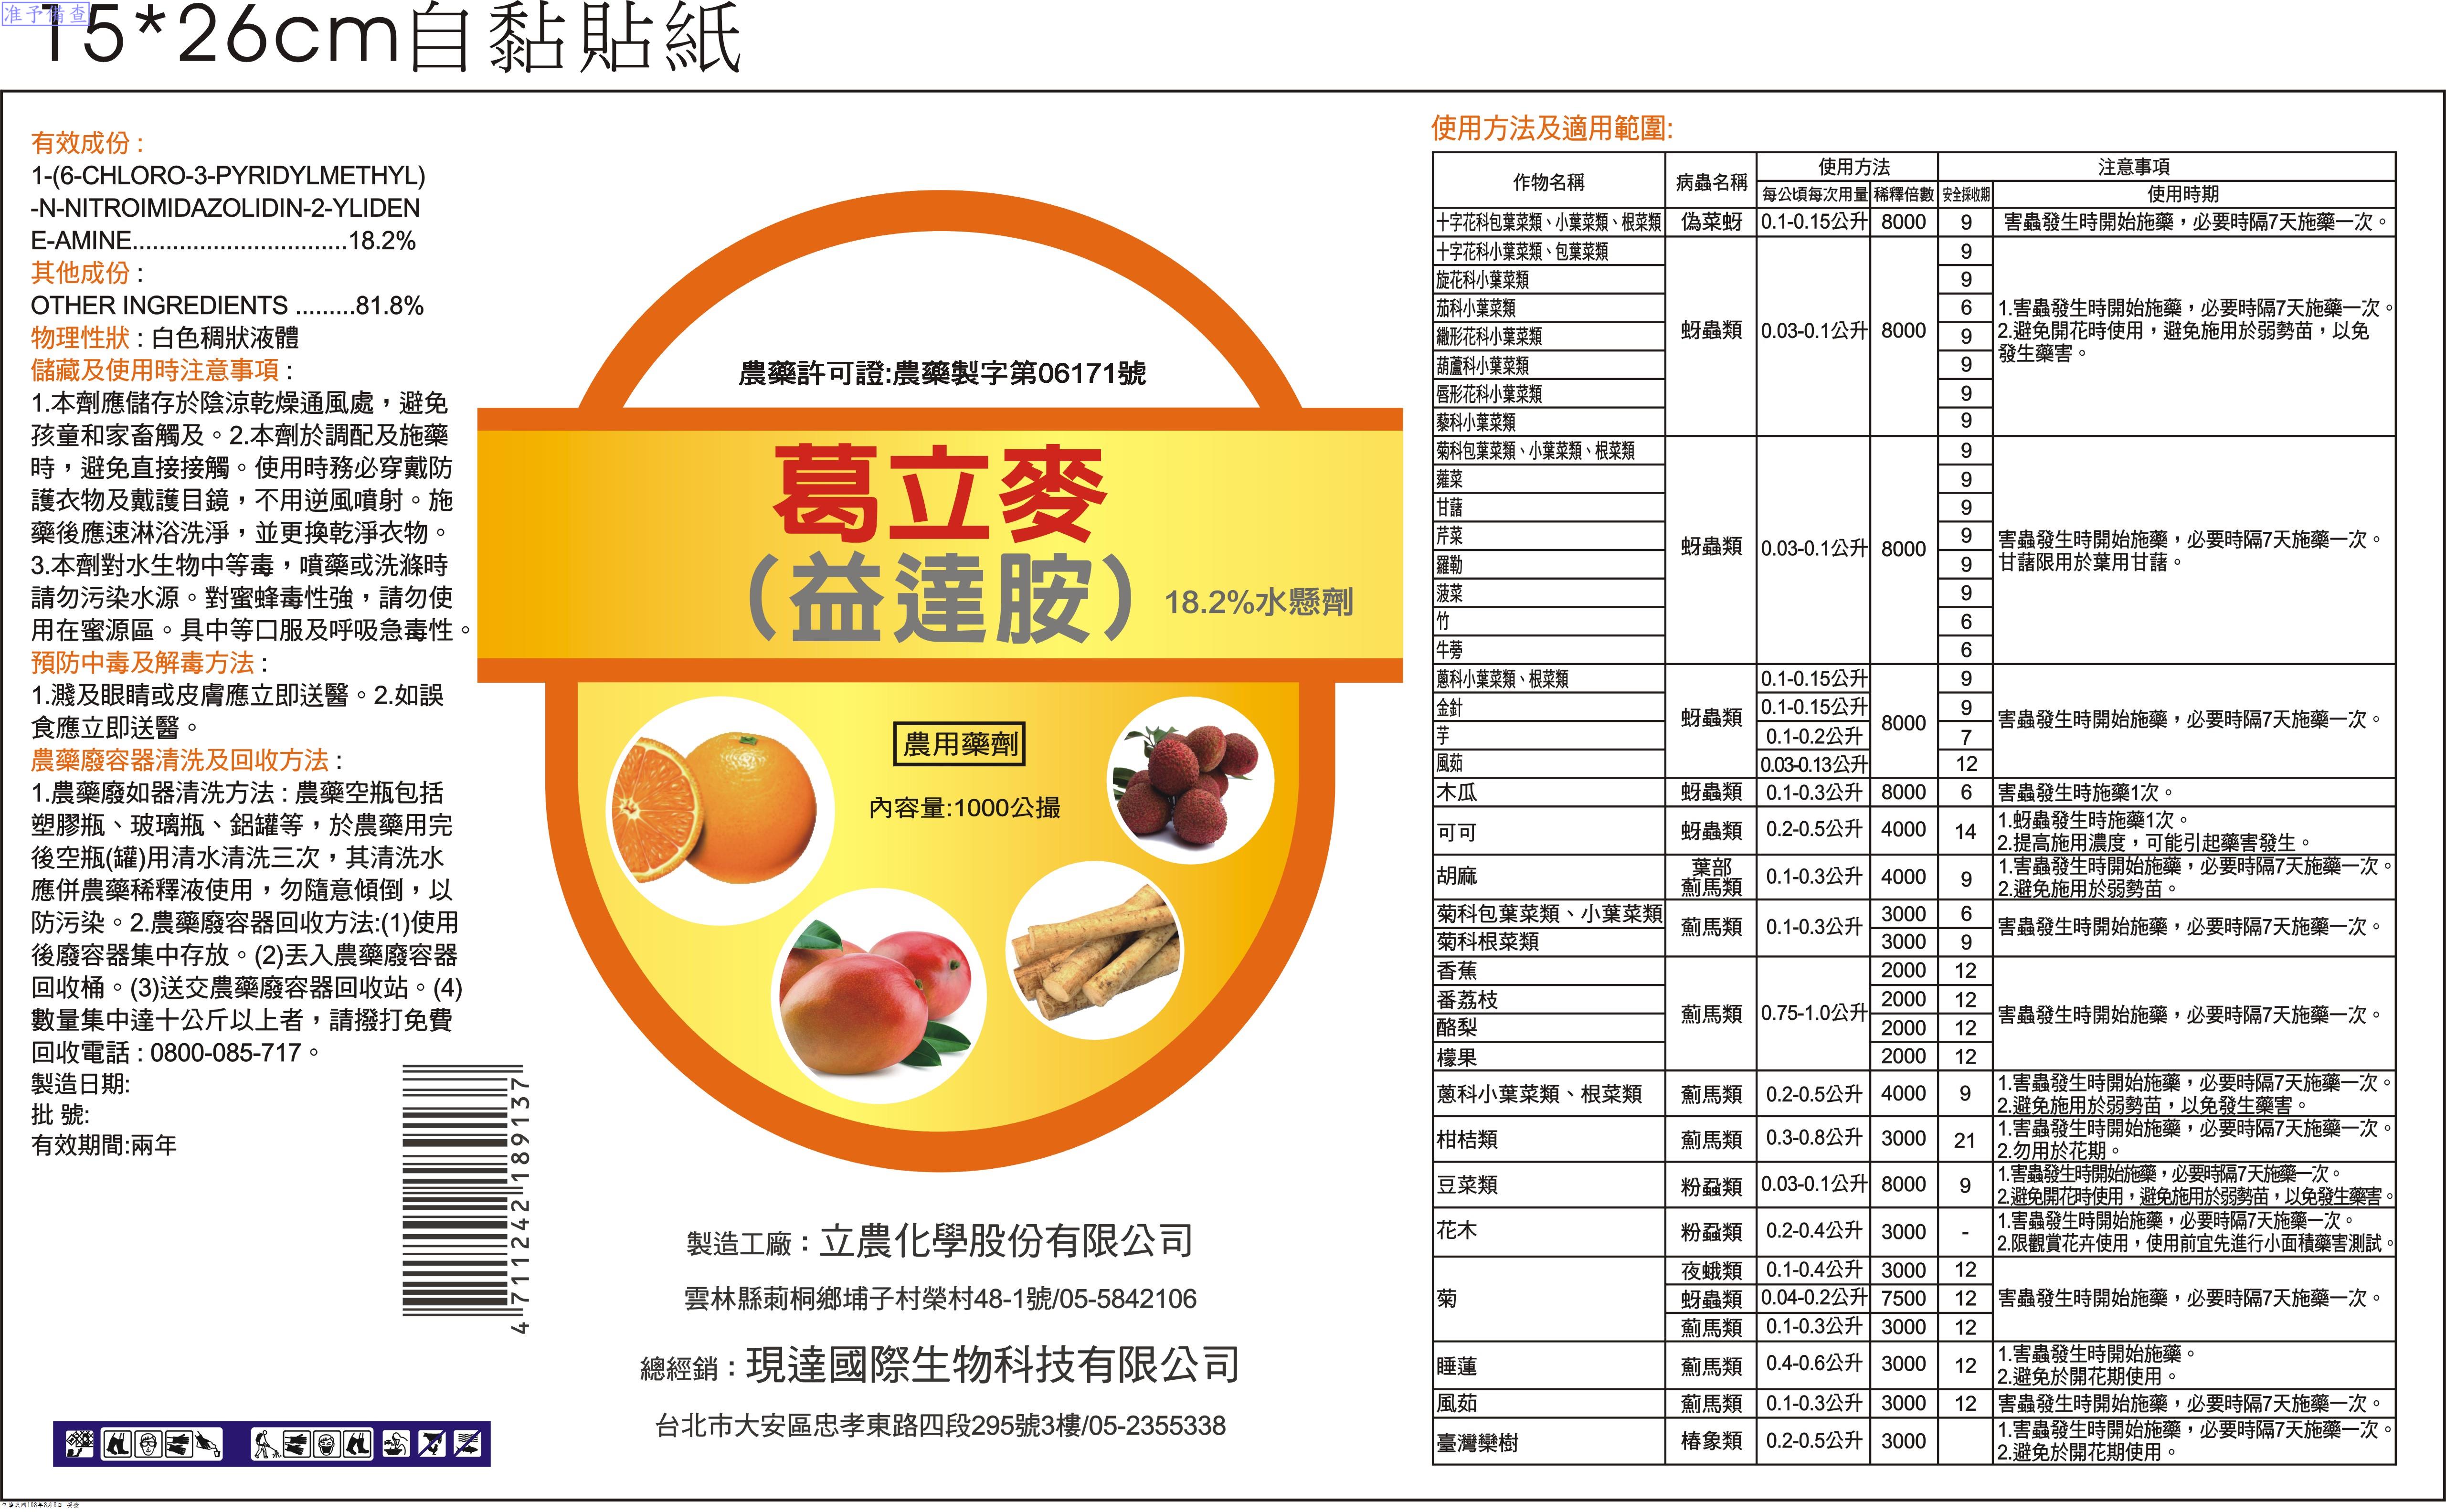 准予備查
15*26cm自黏貼紙
有效成份 :
1-(6-CHLORO-3-PYRIDYLMETHYL)
-N-NITROIMIDAZOLIDIN-2-YLIDEN
E-AMINE................................18.2%
其他成份 :
OTHER INGREDIENTS .........81.8%
物理性狀 : 白色稠狀液體
儲藏及使用時注意事項 :
1.本劑應儲存於陰涼乾燥通風處，避免
孩童和家畜觸及。2.本劑於調配及施藥
時，避免直接接觸。使用時務必穿戴防
護衣物及戴護目鏡，不用逆風噴射。施
藥後應速淋浴洗淨，並更換乾淨衣物。
3.本劑對水生物中等毒，噴藥或洗滌時
請勿污染水源。對蜜蜂毒性強，請勿使
用在蜜源區。具中等口服及呼吸急毒性。
預防中毒及解毒方法 :
1.濺及眼睛或皮膚應立即送醫。2.如誤
食應立即送醫。
農藥廢容器清洗及回收方法 :
1.農藥廢如器清洗方法 : 農藥空瓶包括
塑膠瓶、玻璃瓶、鋁罐等，於農藥用完
後空瓶(罐)用清水清洗三次，其清洗水
應併農藥稀釋液使用，勿隨意傾倒，以
防污染。2.農藥廢容器回收方法:(1)使用
後廢容器集中存放。(2)丟入農藥廢容器
回收桶。(3)送交農藥廢容器回收站。(4)
數量集中達十公斤以上者，請撥打免費
回收電話 : 0800-085-717。
製造日期:
批 號:
有效期間:兩年
4 711242 189137
農藥許可證:農藥製字第06171號
葛立麥
（益達胺）18.2%水懸劑
農用藥劑
內容量:1000公撮
製造工廠：立農化學股份有限公司
雲林縣莿桐鄉埔子村榮村48-1號/05-5842106
總經銷：現達國際生物科技有限公司
台北市大安區忠孝東路四段295號3樓/05-2355338
使用方法及適用範圍:
作物名稱 病蟲名稱 使用方法 注意事項
每公頃每次用量 稀釋倍數 安全採收期 使用時期
十字花科包葉菜類、小葉菜類、根菜類 偽菜蚜 0.1-0.15公升 8000 9 害蟲發生時開始施藥，必要時隔7天施藥一次。
十字花科小葉菜類、包葉菜類 9
旋花科小葉菜類 9
茄科小葉菜類 6 1.害蟲發生時開始施藥，必要時隔7天施藥一次。
繖形花科小葉菜類 蚜蟲類 0.03-0.1公升 8000 9 2.避免開花時使用，避免施用於弱勢苗，以免
發生藥害。
葫蘆科小葉菜類 9
唇形花科小葉菜類 9
藜科小葉菜類 9
菊科包葉菜類、小葉菜類、根菜類 9
蕹菜 9
甘藷 9
芹菜 蚜蟲類 0.03-0.1公升 8000 9 害蟲發生時開始施藥，必要時隔7天施藥一次。
羅勒 9 甘藷限用於葉用甘藷。
菠菜 9
竹 6
牛蒡 6
蔥科小葉菜類、根菜類 0.1-0.15公升 9
金針 蚜蟲類 0.1-0.15公升 8000 9 害蟲發生時開始施藥，必要時隔7天施藥一次。
芋 0.1-0.2公升 7
風茹 0.03-0.13公升 12
木瓜 蚜蟲類 0.1-0.3公升 8000 6 害蟲發生時施藥1次。
可可 蚜蟲類 0.2-0.5公升 4000 14 1.蚜蟲發生時施藥1次。
2.提高施用濃度，可能引起藥害發生。
胡麻 葉部薊馬類 0.1-0.3公升 4000 9 1.害蟲發生時開始施藥，必要時隔7天施藥一次。
2.避免施用於弱勢苗。
菊科包葉菜類、小葉菜類 薊馬類 0.1-0.3公升 3000 6 害蟲發生時開始施藥，必要時隔7天施藥一次。
菊科根菜類 3000 9
香蕉 2000 12
番荔枝 薊馬類 0.75-1.0公升 2000 12 害蟲發生時開始施藥，必要時隔7天施藥一次。
酪梨 2000 12
檬果 2000 12
蔥科小葉菜類、根菜類 薊馬類 0.2-0.5公升 4000 9 1.害蟲發生時開始施藥，必要時隔7天施藥一次。
2.避免施用於弱勢苗，以免發生藥害。
柑桔類 薊馬類 0.3-0.8公升 3000 21 1.害蟲發生時開始施藥，必要時隔7天施藥一次。
2.勿用於花期。
豆菜類 粉蝨類 0.03-0.1公升 8000 9 1.害蟲發生時開始施藥，必要時隔7天施藥一次。
2.避免開花時使用，避免施用於弱勢苗，以免發生藥害。
花木 粉蝨類 0.2-0.4公升 3000 - 1.害蟲發生時開始施藥，必要時隔7天施藥一次。
2.限觀賞花卉使用，使用前宜先進行小面積藥害測試。
菊 夜蛾類 0.1-0.4公升 3000 12
蚜蟲類 0.04-0.2公升 7500 12 害蟲發生時開始施藥，必要時隔7天施藥一次。
薊馬類 0.1-0.3公升 3000 12
睡蓮 薊馬類 0.4-0.6公升 3000 12 1.害蟲發生時開始施藥。
2.避免於開花期使用。
風茹 薊馬類 0.1-0.3公升 3000 12 害蟲發生時開始施藥，必要時隔7天施藥一次。
臺灣欒樹 椿象類 0.2-0.5公升 3000 1.害蟲發生時開始施藥，必要時隔7天施藥一次。
2.避免於開花期使用。